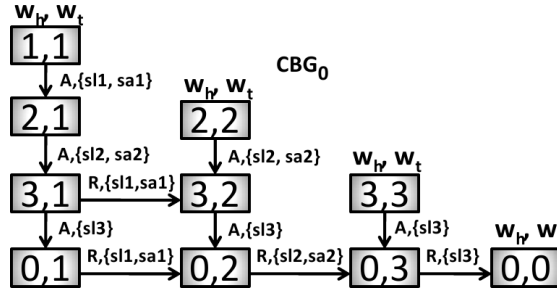 w_h, w_t
1,1
A,{sl1, sa1}
CBG_0
2,1
w_h, w_t
2,2
A,{sl2, sa2}
A,{sl2, sa2}
w_h, w_t
3,1
R,{sl1,sa1}
3,2
3,3
A,{sl3}
A,{sl3}
A,{sl3}
w_h, w
0,1
R,{sl1,sa1}
0,2
R,{sl2,sa2}
0,3
R,{sl3}
0,0